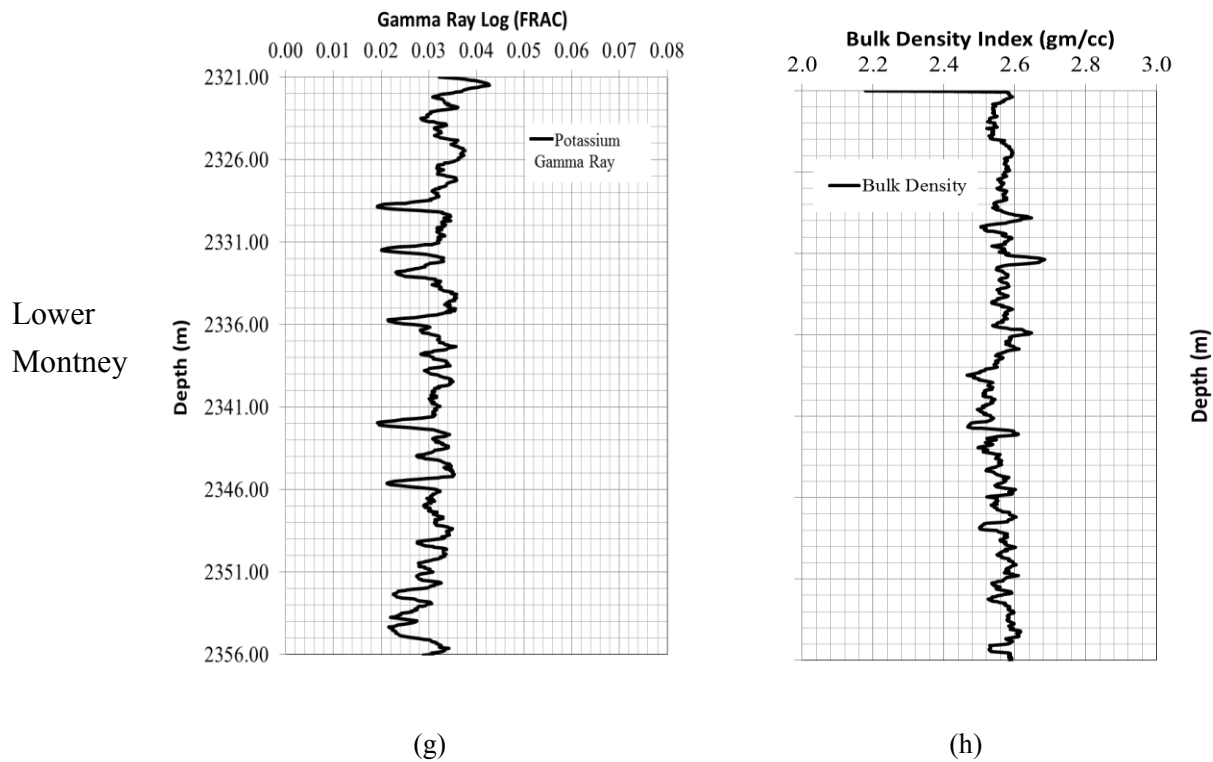 Gamma Ray Log (FRAC)
0.00 0.01 0.02 0.03 0.04 0.05 0.06 0.07 0.08
2321.00
2326.00
2331.00
2336.00
2341.00
2346.00
2351.00
2356.00
Depth (m)
Potassium
Gamma Ray
Lower
Montney
(g)
Bulk Density Index (gm/cc)
2.0 2.2 2.4 2.6 2.8 3.0
Bulk Density
Depth (m)
(h)